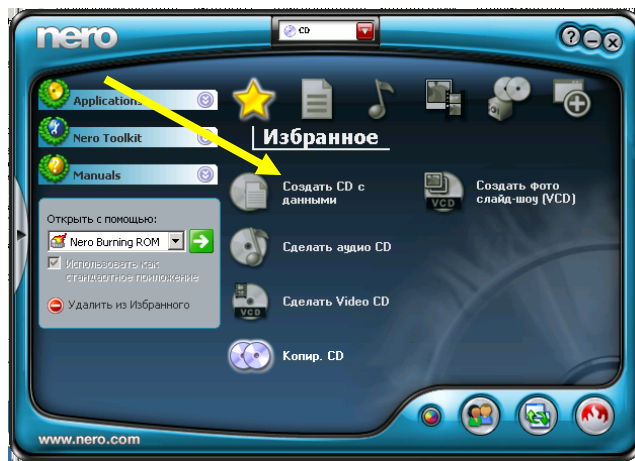 nero
CD
Applications
Nero Toolkit
Manuals
Избранное
Создать CD с
данными
Создать фото
слайд-шоу (VCD)
Сделать аудио CD
Сделать Video CD
Копир. CD
Открыть с помощью:
Nero Burning ROM
Использовать как
стандартное приложение
Удалить из Избранного
VCD
VCD
www.nero.com